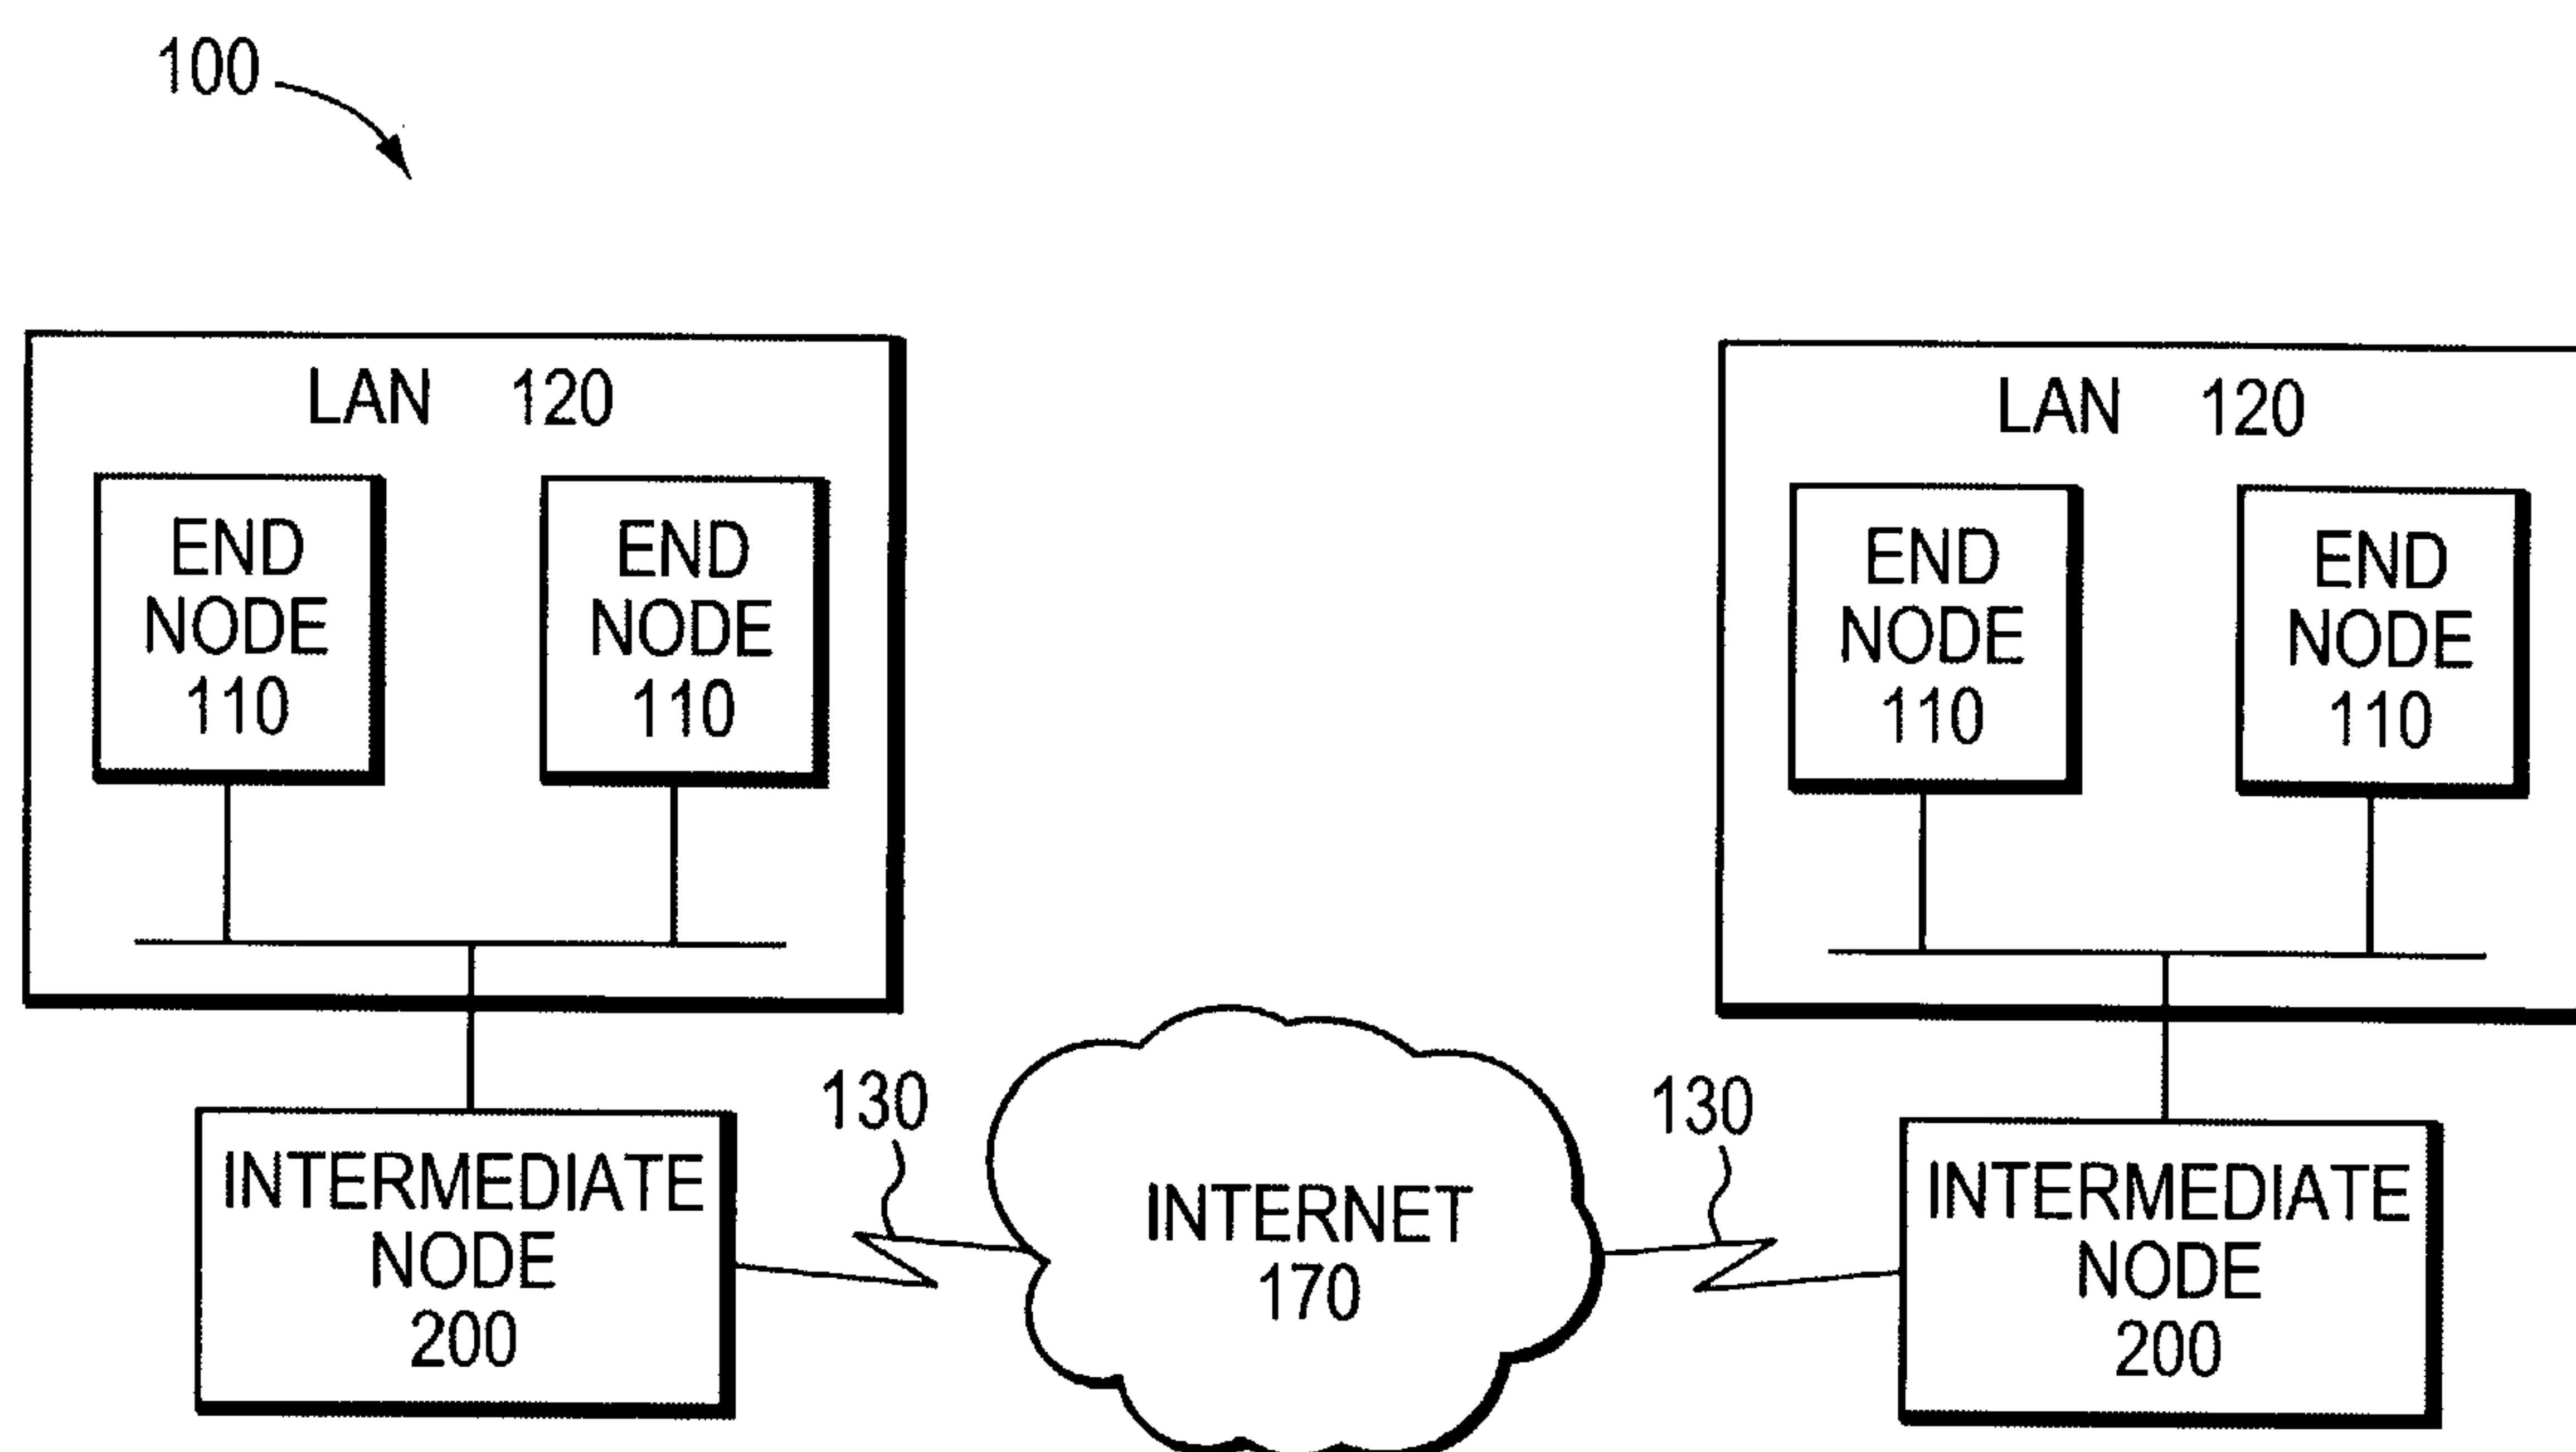 100
LAN 120
END
NODE
110
END
NODE
110
LAN 120
END
NODE
110
END
NODE
110
INTERMEDIATE
NODE
200
130
INTERNET
170
130
INTERMEDIATE
NODE
200